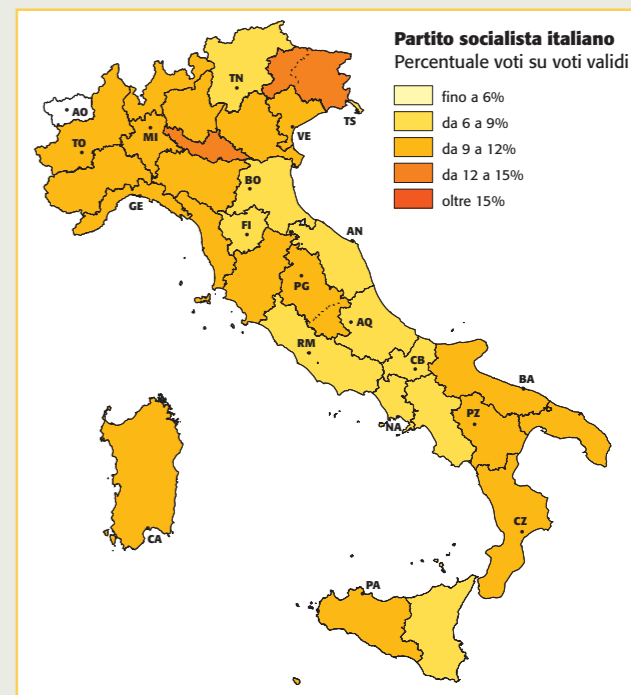 Partito socialista italiano
Percentuale voti su voti validi
fino a 6%
da 6 a 9%
da 9 a 12%
da 12 a 15%
oltre 15%
TN
AO
TO
MI
VE
TS
BO
GE
FI
AN
PG
AQ
RM
CB
BA
NA
PZ
CA
CZ
PA